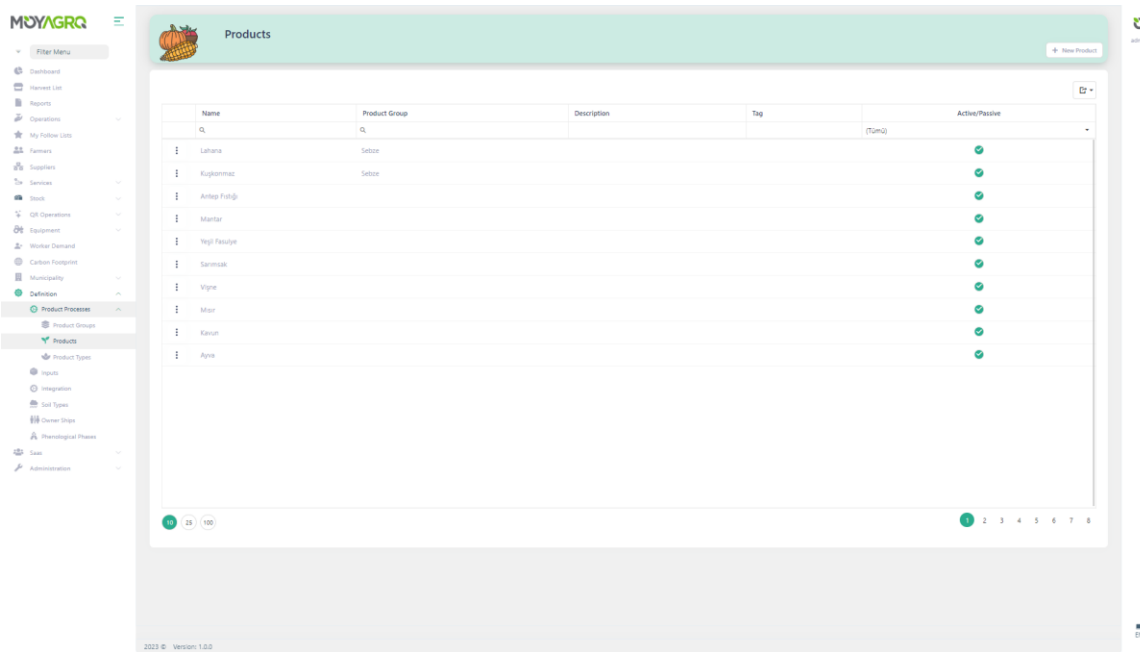 MOYAGRO
Filter Menu
Dashboard
Harvest List
Reports
Operations
My Follow Lists
Farmers
Suppliers
Services
Stock
QR Operations
Equipment
Worker Demand
Carbon Footprint
Municipality
Definition
Product Processes
Product Groups
Products
Product Types
Inputs
Integration
Soil Types
Owner Ships
Phenological Phases
Saas
Administration
Products
+ New Product
Name Product Group Description Tag Active/Passive
(Tümü)
Lahana Sebze
Kuşkonmaz Sebze
Antep Fıstığı
Mantar
Yeşil Fasulye
Sarımsak
Vişne
Mısır
Kavun
Ayva
10 25 100
1 2 3 4 5 6 7 8
2023 © Version: 1.0.0